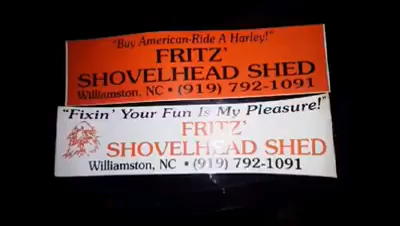 "Buy American-Ride A Harley!"
FRITZ'
SHOVELHEAD SHED
Williamston, NC • (919) 792-1091
"Fixin' Your Fun Is My Pleasure!"
FRITZ'
SHOVELHEAD SHED
Williamston, NC • (919) 792-1091